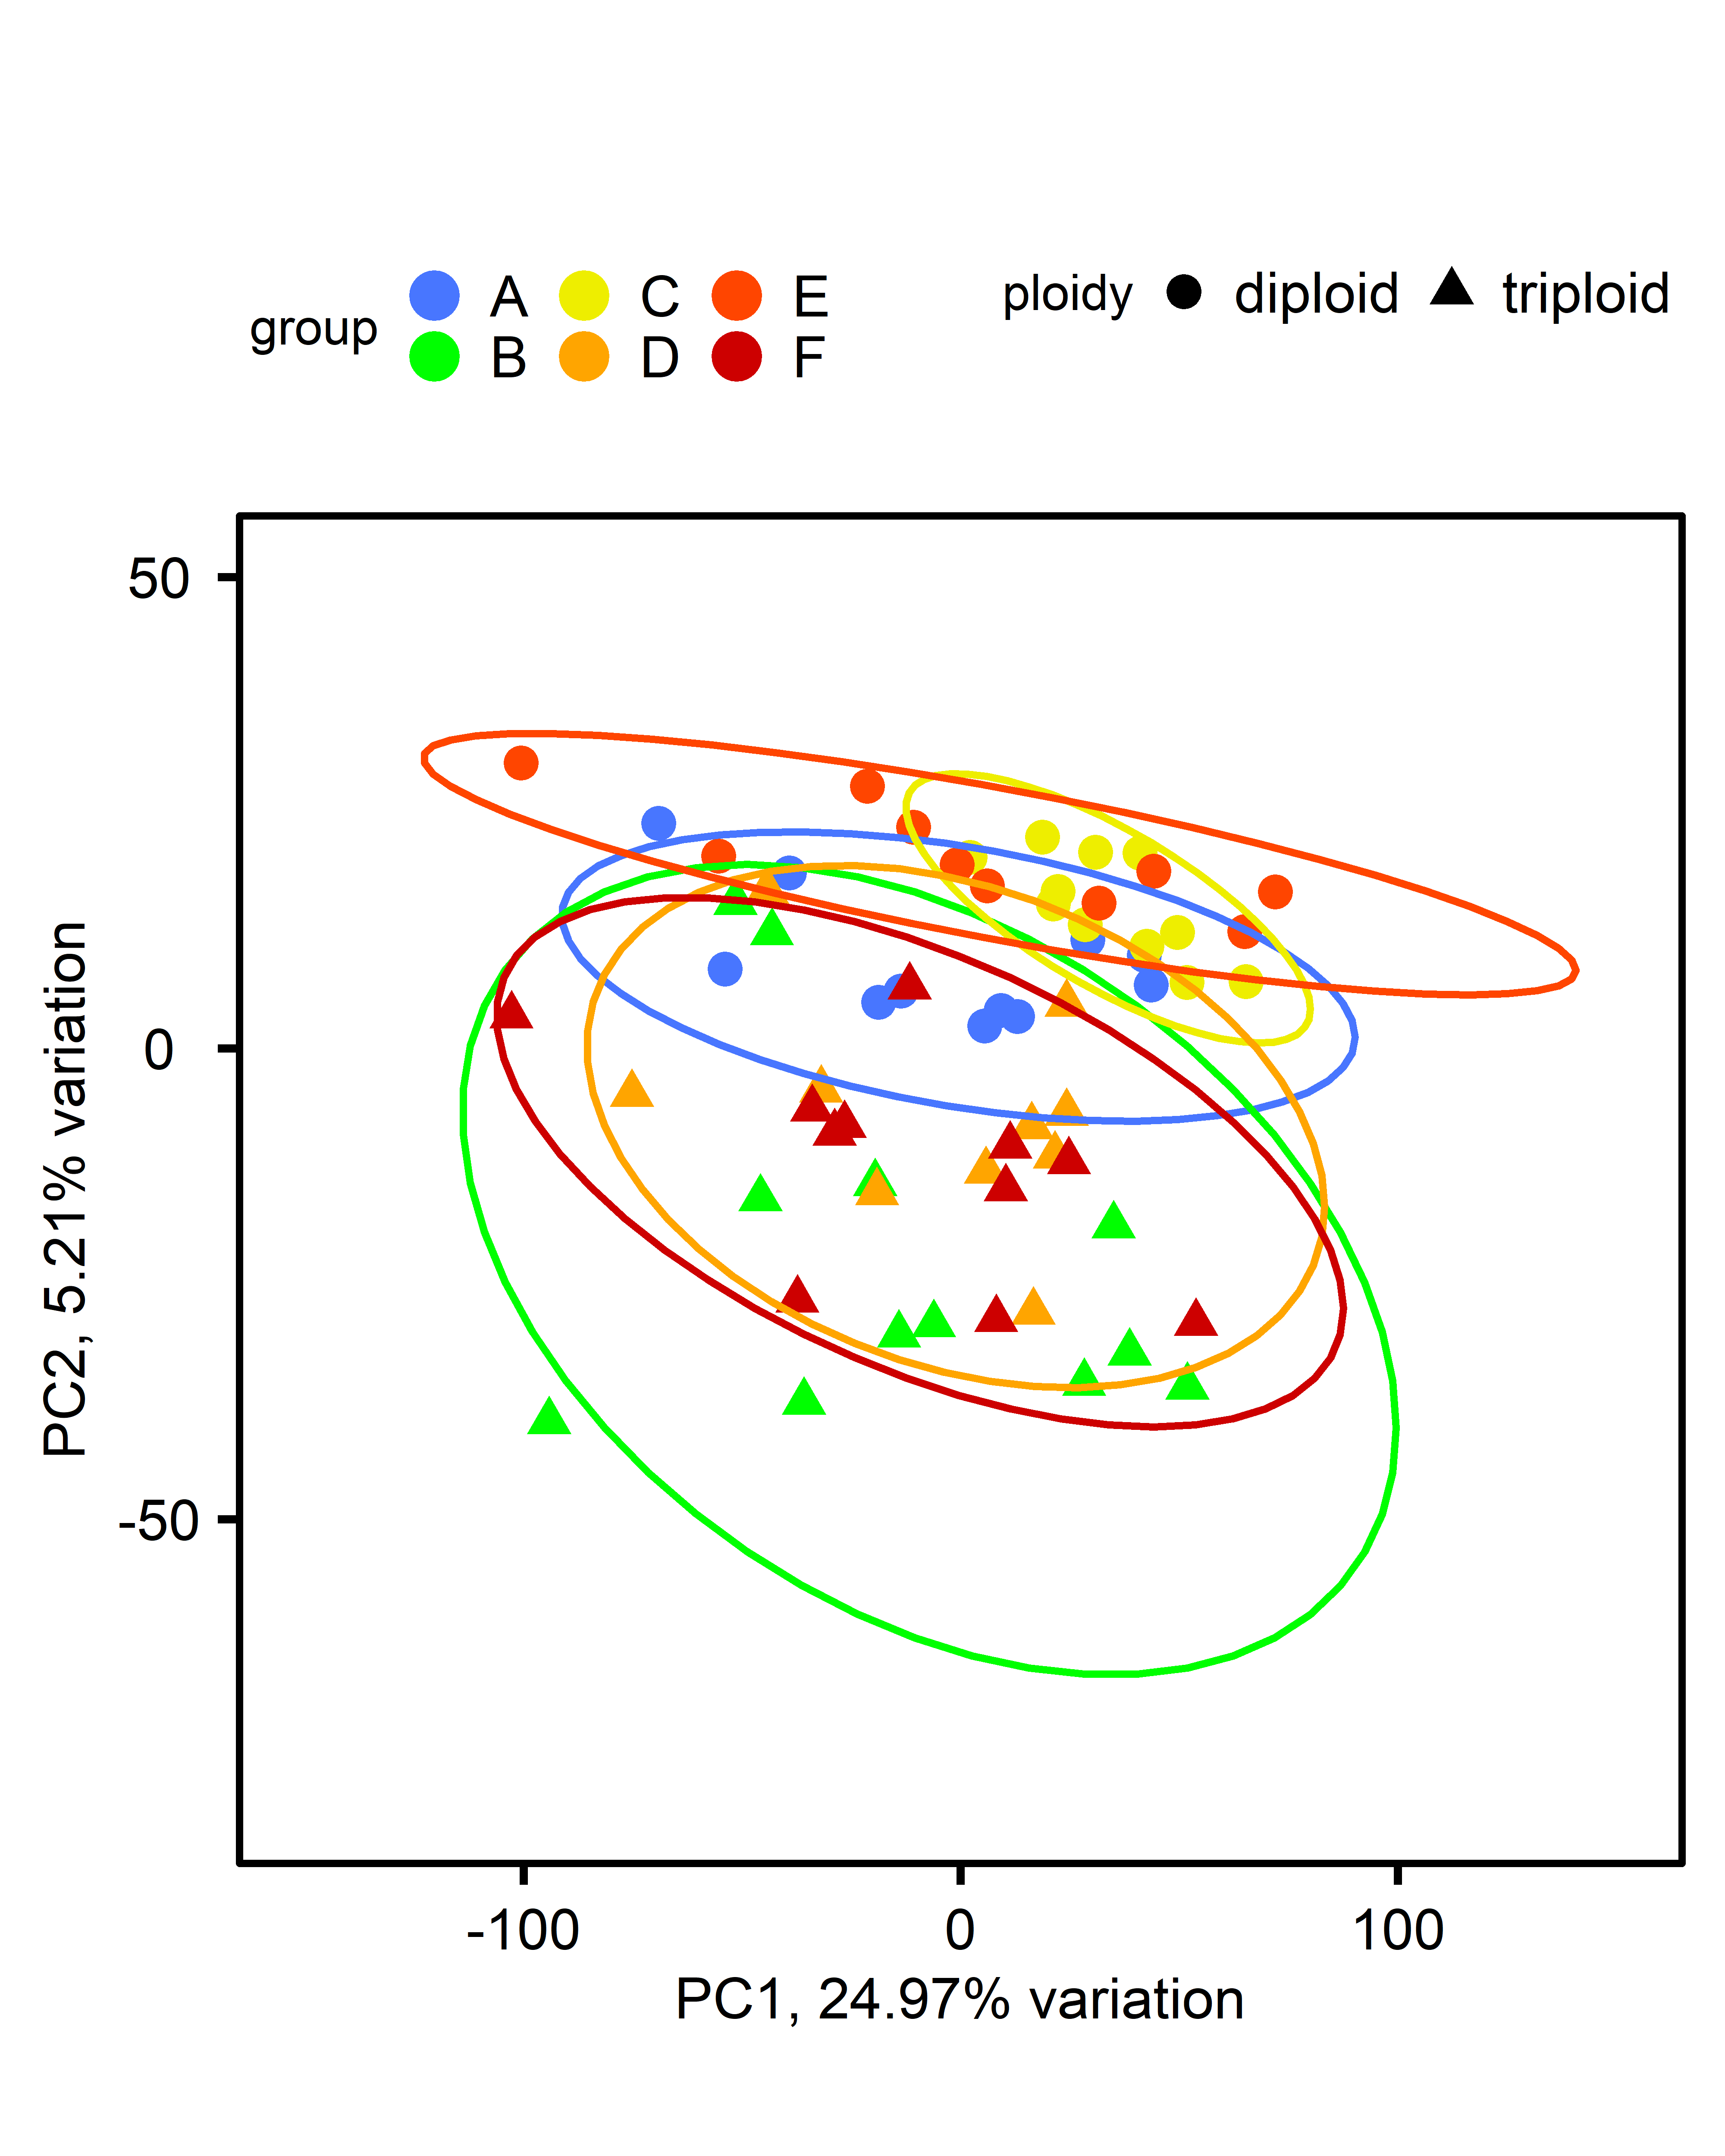 group A C E
B D F
ploidy diploid triploid
50
0
-50
PC2, 5.21% variation
-100 0 100
PC1, 24.97% variation